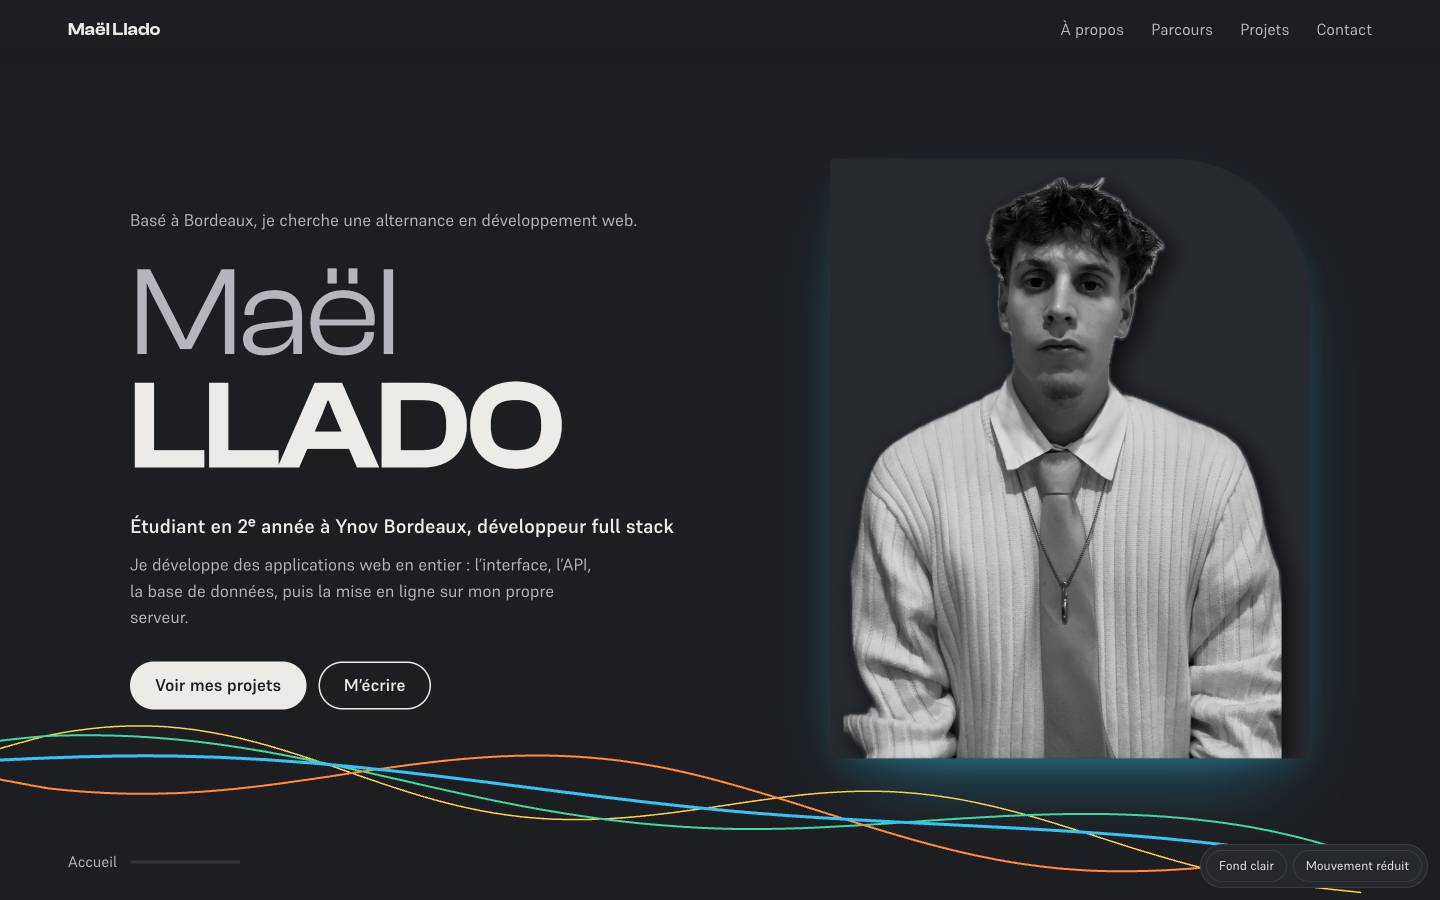 Maël Llado
À propos
Parcours
Projets
Contact
Basé à Bordeaux, je cherche une alternance en développement web.
Maël
LLADO
Étudiant en 2ᵉ année à Ynov Bordeaux, développeur full stack
Je développe des applications web en entier : l’interface, l’API,
la base de données, puis la mise en ligne sur mon propre
serveur.
Voir mes projets
M’écrire
Accueil
Fond clair
Mouvement réduit